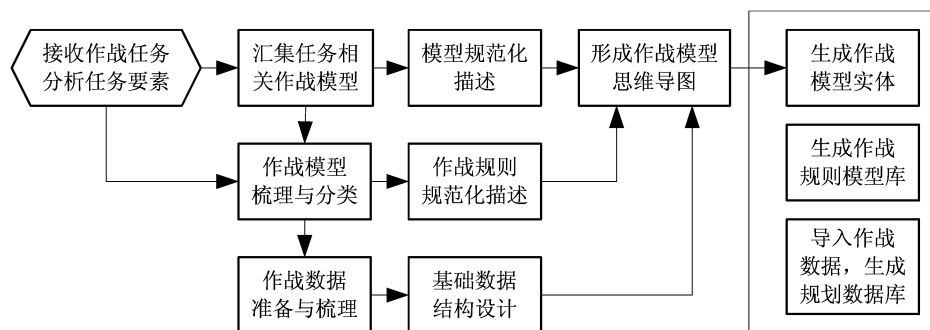 接收作战任务
分析任务要素
汇集任务相
关作战模型
模型规范化
描述
形成作战模型
思维导图
生成作战
模型实体
作战模型
梳理与分类
作战规则
规范化描述
生成作战
规则模型库
作战数据
准备与梳理
基础数据
结构设计
导入作战
数据，生成
规划数据库